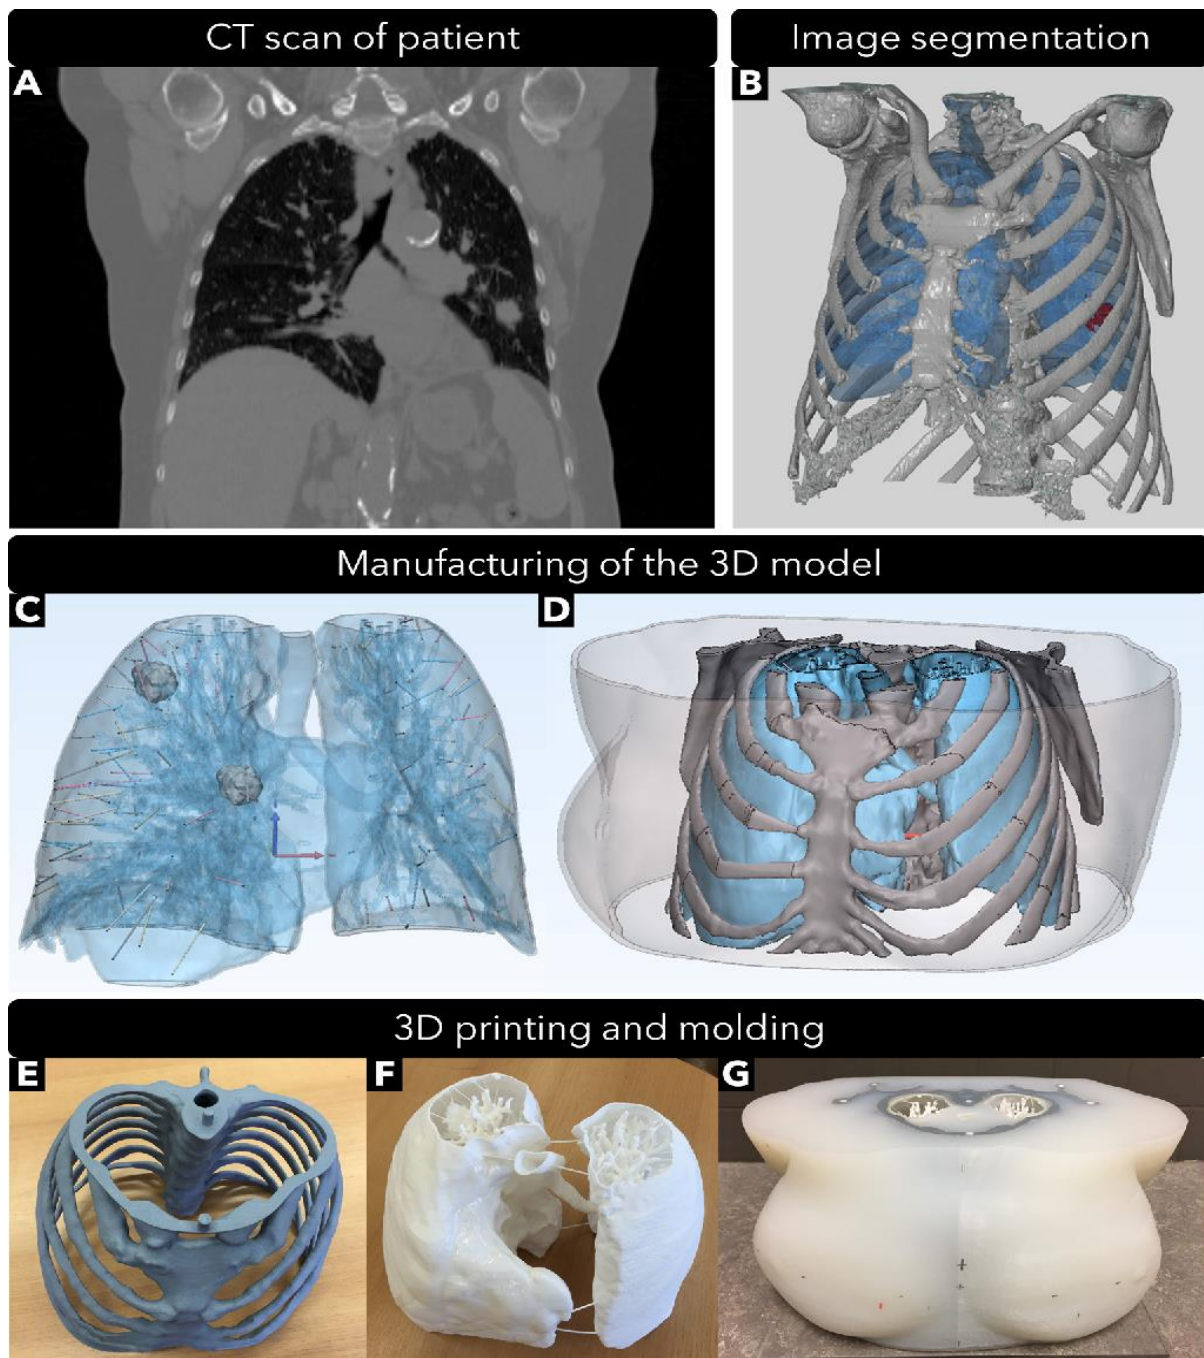 CT scan of patient
Image segmentation
A
B
Manufacturing of the 3D model
C
D
3D printing and molding
E
F
G